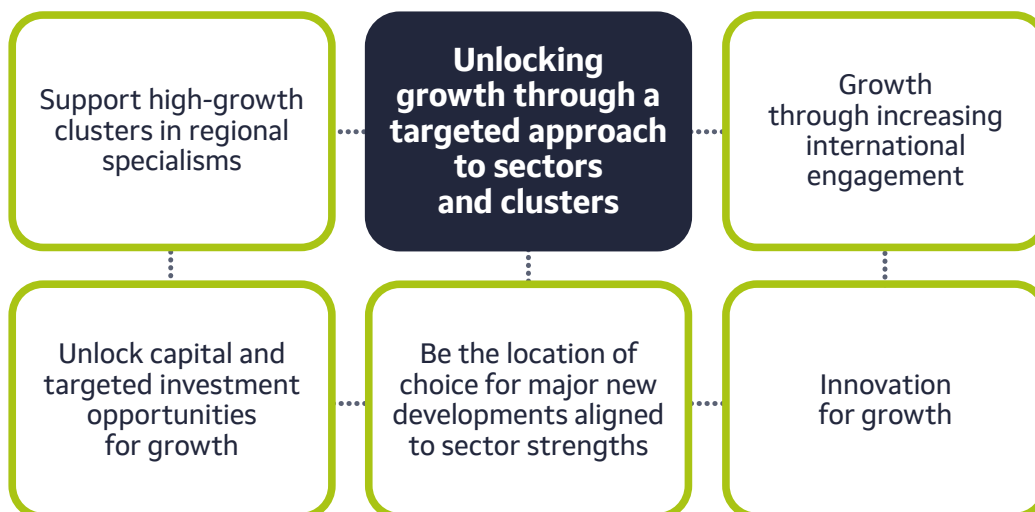 Support high-growth
clusters in regional
specialisms
Unlocking
growth through a
targeted approach
to sectors
and clusters
Growth
through increasing
international
engagement
Unlock capital and
targeted investment
opportunities
for growth
Be the location of
choice for major new
developments aligned
to sector strengths
Innovation
for growth